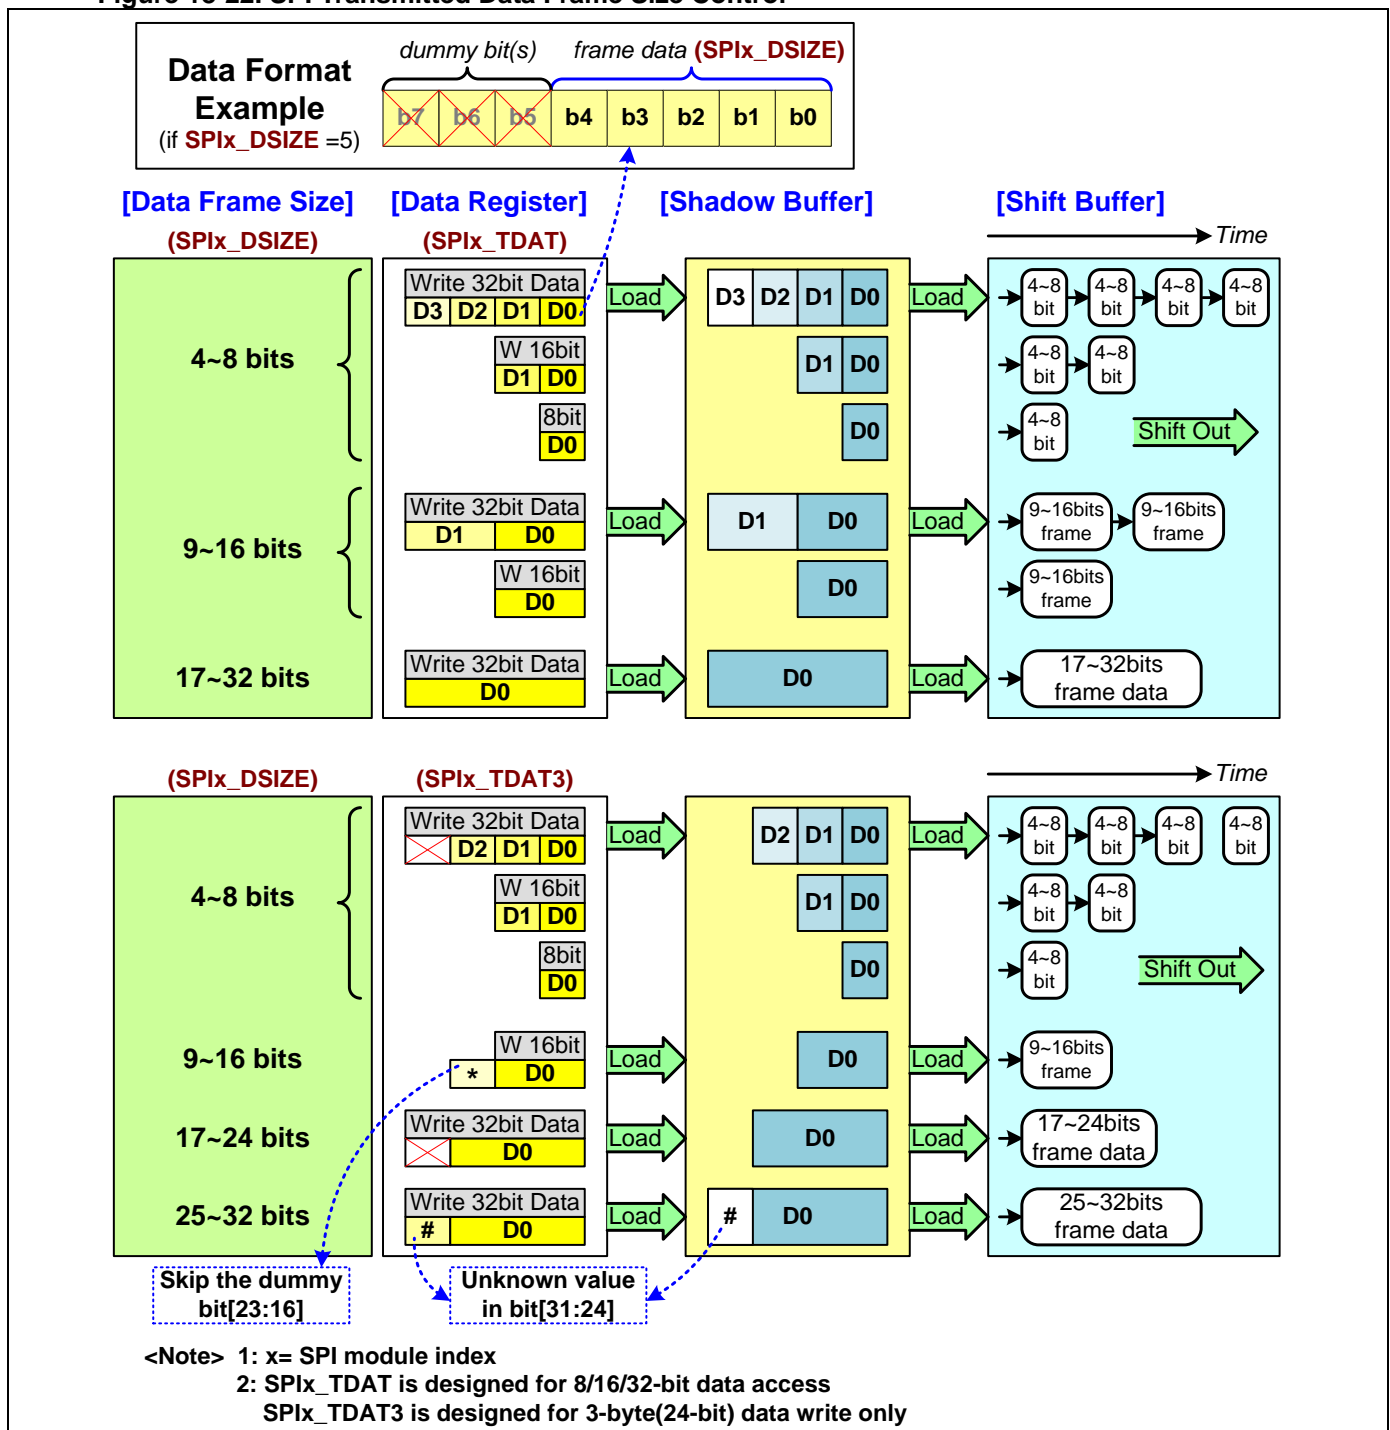 Figure 18-22. SPI Transmitted Data Frame Size Control
Data Format
Example
(if SPIx_DSIZE =5)
dummy bit(s)
frame data (SPIx_DSIZE)
b7 b6 b5 b4 b3 b2 b1 b0
[Data Frame Size] [Data Register] [Shadow Buffer] [Shift Buffer]
(SPIx_DSIZE) (SPIx_TDAT) Time
4~8 bits
Write 32bit Data
D3 D2 D1 D0
Load
D3 D2 D1 D0
Load
4~8 bit
4~8 bit
4~8 bit
4~8 bit
W 16bit
D1 D0
D1 D0
4~8 bit
4~8 bit
8bit
D0
D0
4~8 bit
Shift Out
9~16 bits
Write 32bit Data
D1 D0
Load
D1 D0
Load
9~16bits frame
9~16bits frame
W 16bit
D0
D0
9~16bits frame
17~32 bits
Write 32bit Data
D0
Load
D0
Load
17~32bits
frame data
(SPIx_DSIZE) (SPIx_TDAT3) Time
4~8 bits
Write 32bit Data
D2 D1 D0
Load
D2 D1 D0
Load
4~8 bit
4~8 bit
4~8 bit
4~8 bit
W 16bit
D1 D0
D1 D0
4~8 bit
4~8 bit
8bit
D0
D0
4~8 bit
Shift Out
9~16 bits
W 16bit
* D0
Load
D0
Load
9~16bits
frame
17~24 bits
Write 32bit Data
D0
Load
D0
Load
17~24bits
frame data
25~32 bits
Write 32bit Data
# D0
Load
# D0
Load
25~32bits
frame data
Skip the dummy
bit[23:16]
Unknown value
in bit[31:24]
<Note> 1: x= SPI module index
2: SPIx_TDAT is designed for 8/16/32-bit data access
SPIx_TDAT3 is designed for 3-byte(24-bit) data write only